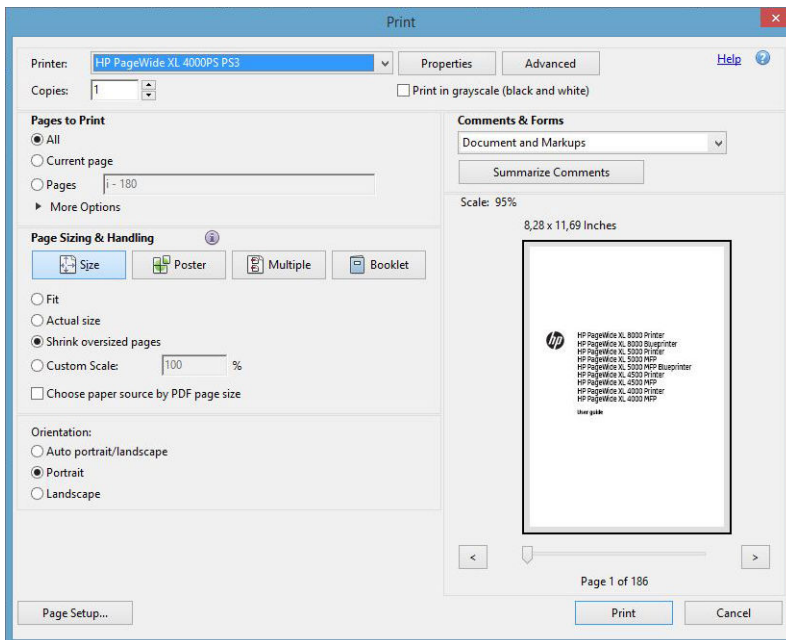 Print
Printer: HP PageWide XL 4000PS PS3 Properties Advanced Help
Copies: 1 Print in grayscale (black and white)
Pages to Print
All
Current page
Pages i - 180
More Options
Page Sizing & Handling
Size Poster Multiple Booklet
Fit
Actual size
Shrink oversized pages
Custom Scale: 100 %
Choose paper source by PDF page size
Orientation:
Auto portrait/landscape
Portrait
Landscape
Comments & Forms
Document and Markups
Summarize Comments
Scale: 95%
8,28 x 11,69 Inches
hp
HP PageWide XL 8000 Printer
HP PageWide XL 8000 Blueprinter
HP PageWide XL 5000 Printer
HP PageWide XL 5000 MFP
HP PageWide XL 5000 MFP Blueprinter
HP PageWide XL 4500 Printer
HP PageWide XL 4500 MFP
HP PageWide XL 4000 Printer
HP PageWide XL 4000 MFP
User guide
< >
Page 1 of 186
Page Setup... Print Cancel